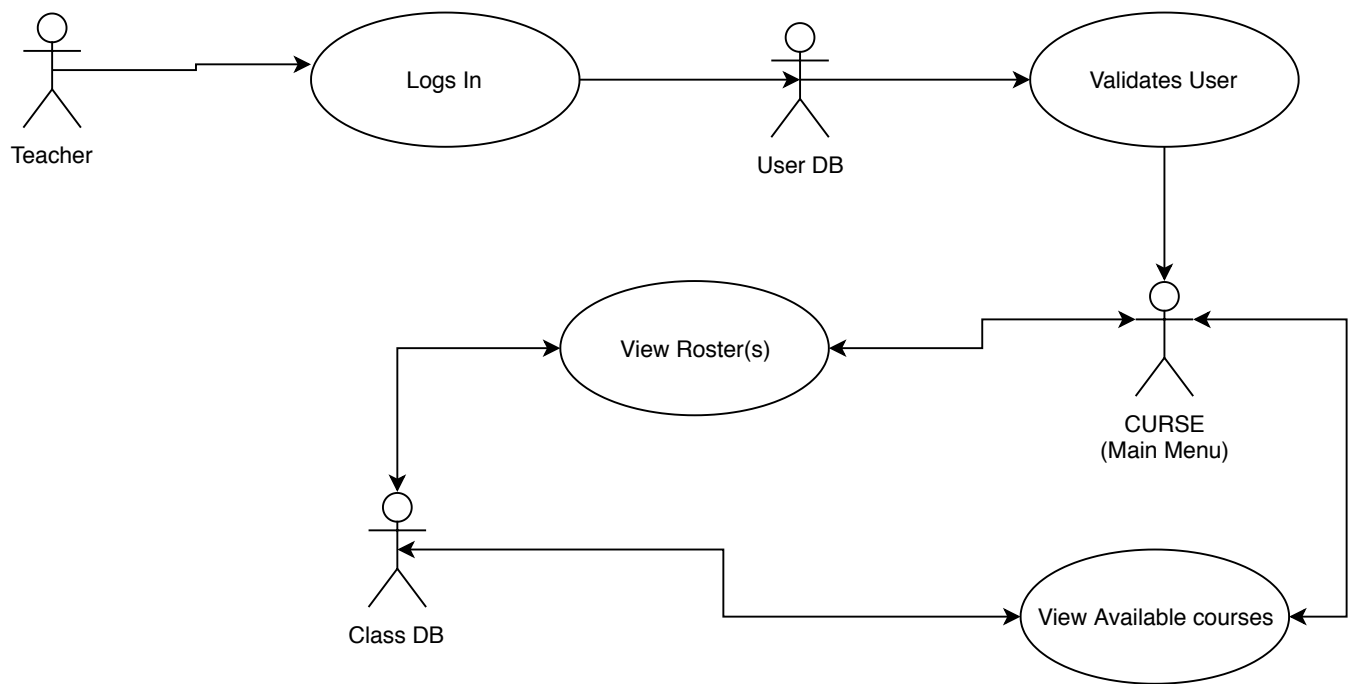 Teacher
Logs In
User DB
Validates User
View Roster(s)
CURSE
(Main Menu)
Class DB
View Available courses